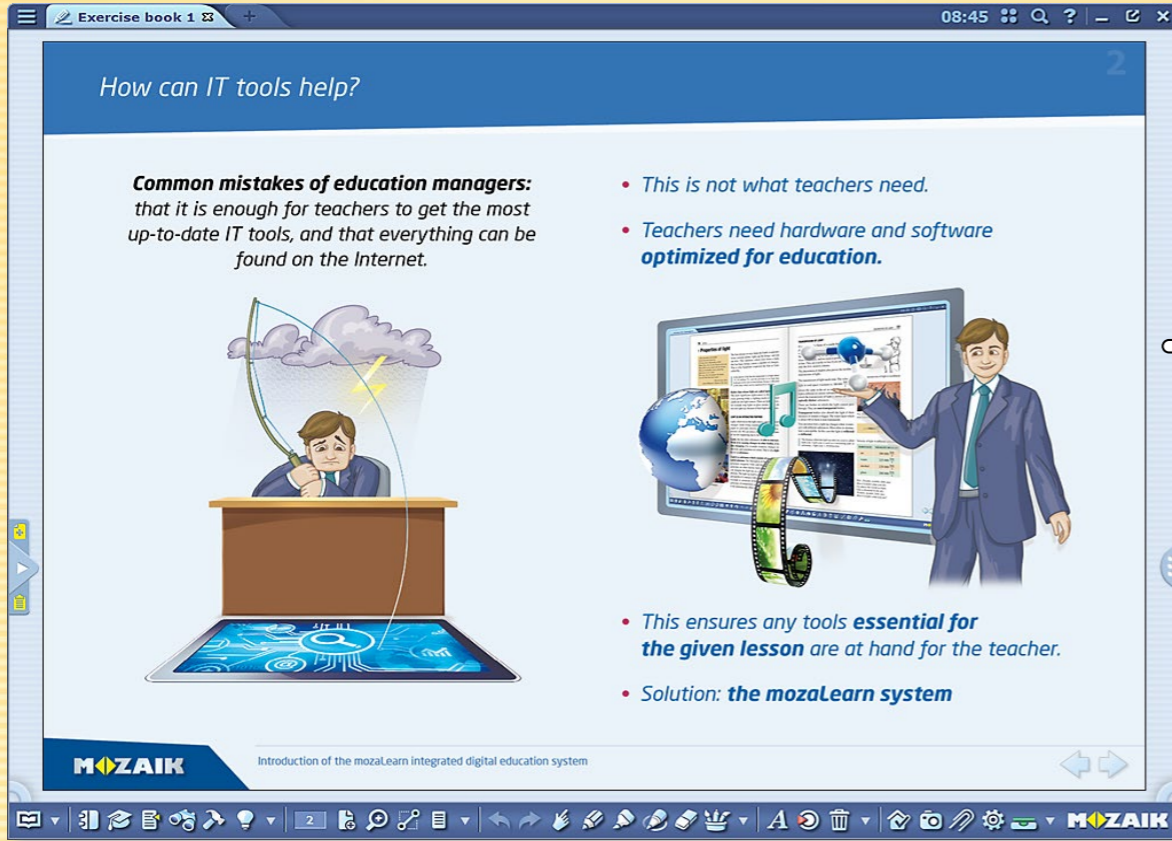 Exercise book 1
08:45
2
How can IT tools help?
Common mistakes of education managers:
that it is enough for teachers to get the most
up-to-date IT tools, and that everything can be
found on the Internet.
• This is not what teachers need.
• Teachers need hardware and software
optimized for education.
Properties of light
• This ensures any tools essential for
the given lesson are at hand for the teacher.
• Solution: the mozaLearn system
MOZAIK
Introduction of the mozaLearn integrated digital education system
2
MOZAIK